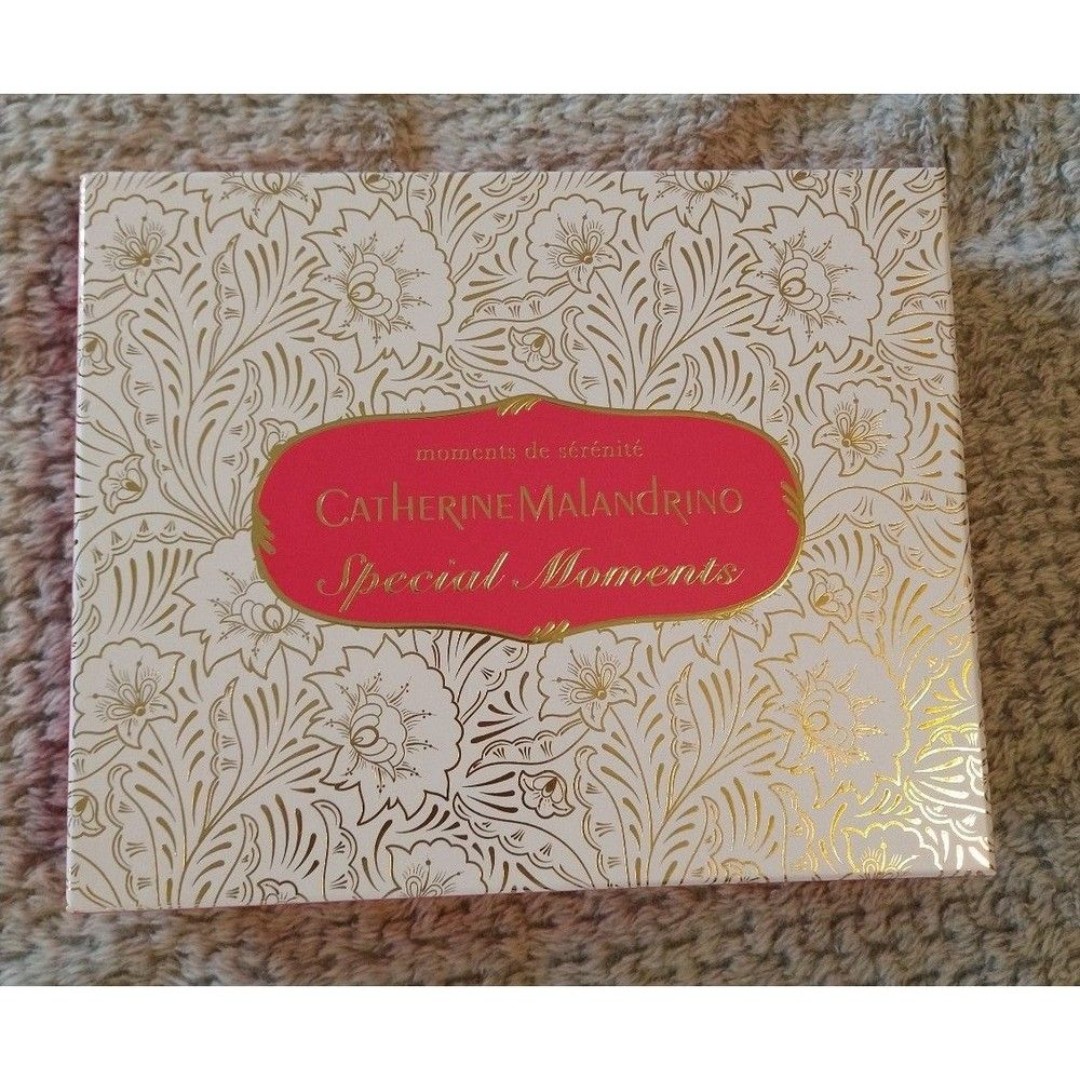 moments de sérénité
CATHERINE MALANDRINO
Special Moments